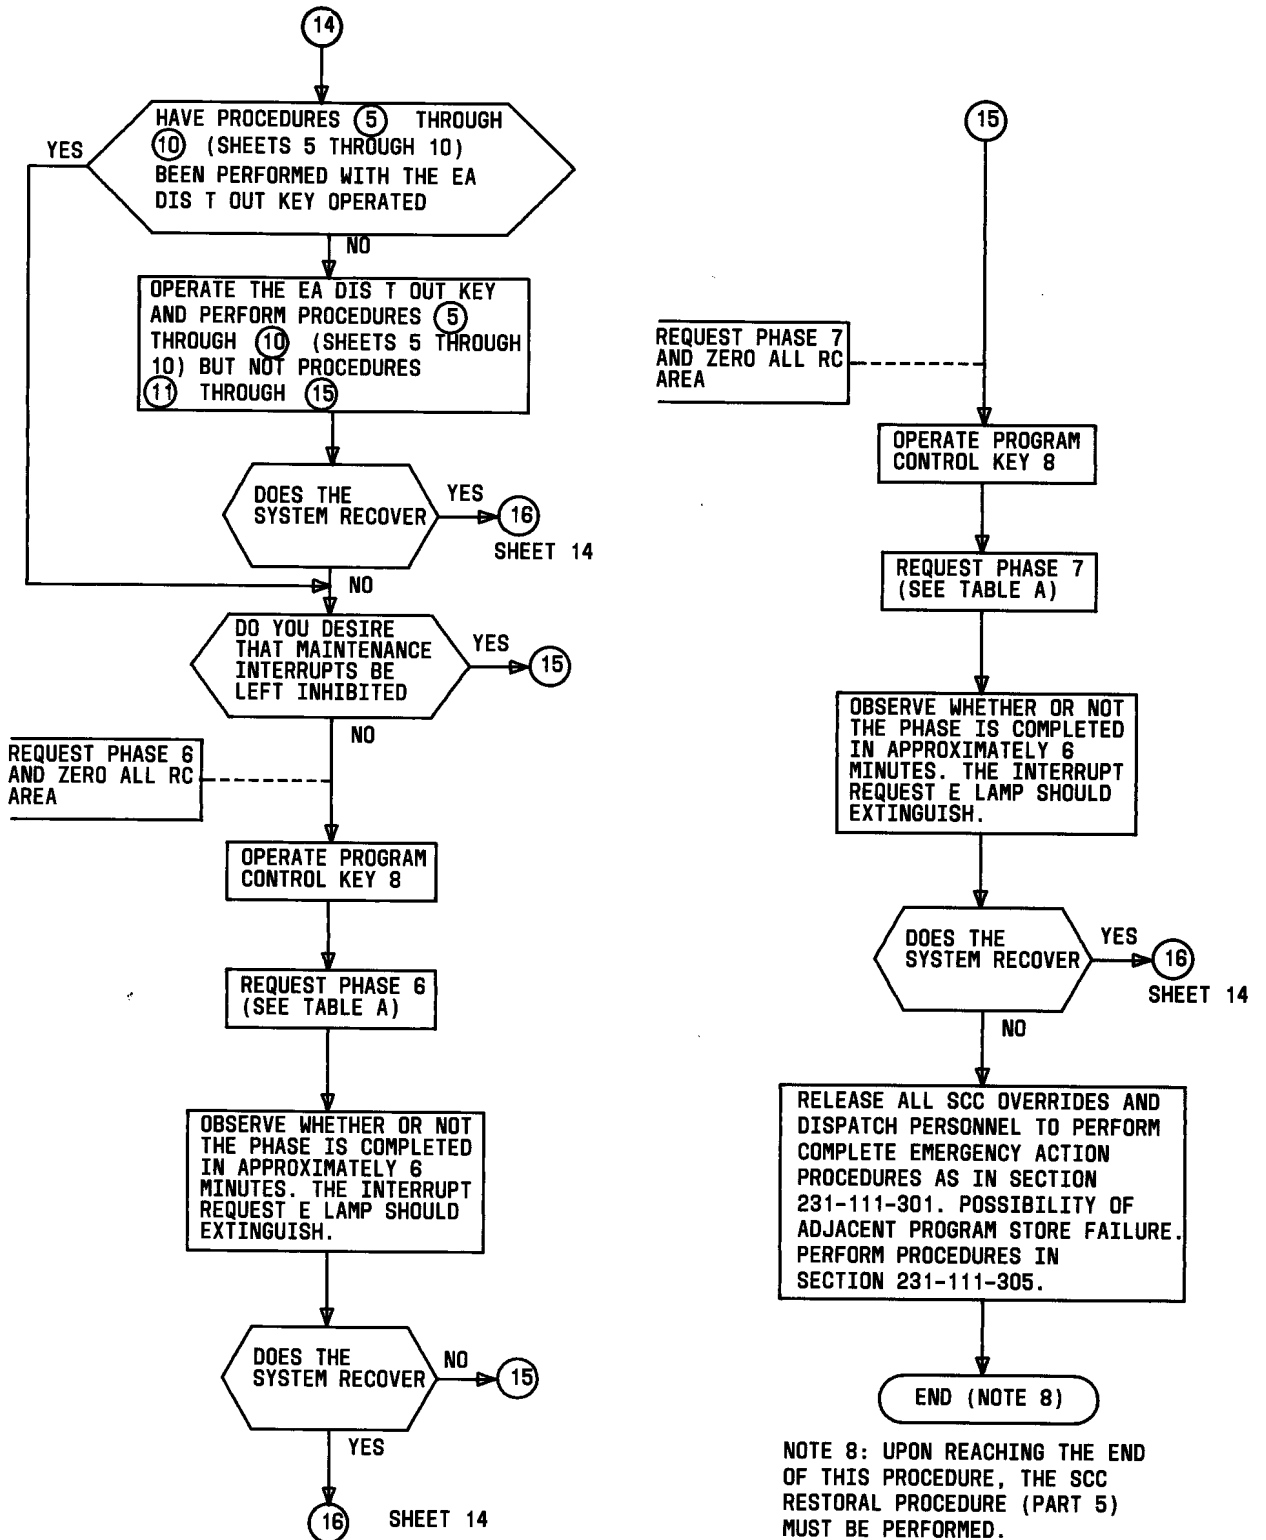 14
HAVE PROCEDURES 5 THROUGH
10 (SHEETS 5 THROUGH 10)
BEEN PERFORMED WITH THE EA
DIS T OUT KEY OPERATED
YES
NO
OPERATE THE EA DIS T OUT KEY
AND PERFORM PROCEDURES 5
THROUGH 10 (SHEETS 5 THROUGH
10) BUT NOT PROCEDURES
11 THROUGH 15
DOES THE
SYSTEM RECOVER
YES
16
SHEET 14
NO
DO YOU DESIRE
THAT MAINTENANCE
INTERRUPTS BE
LEFT INHIBITED
YES
15
NO
REQUEST PHASE 6
AND ZERO ALL RC
AREA
OPERATE PROGRAM
CONTROL KEY 8
REQUEST PHASE 6
(SEE TABLE A)
OBSERVE WHETHER OR NOT
THE PHASE IS COMPLETED
IN APPROXIMATELY 6
MINUTES. THE INTERRUPT
REQUEST E LAMP SHOULD
EXTINGUISH.
DOES THE
SYSTEM RECOVER
NO
15
YES
16
SHEET 14
15
REQUEST PHASE 7
AND ZERO ALL RC
AREA
OPERATE PROGRAM
CONTROL KEY 8
REQUEST PHASE 7
(SEE TABLE A)
OBSERVE WHETHER OR NOT
THE PHASE IS COMPLETED
IN APPROXIMATELY 6
MINUTES. THE INTERRUPT
REQUEST E LAMP SHOULD
EXTINGUISH.
DOES THE
SYSTEM RECOVER
YES
16
SHEET 14
NO
RELEASE ALL SCC OVERRIDES AND
DISPATCH PERSONNEL TO PERFORM
COMPLETE EMERGENCY ACTION
PROCEDURES AS IN SECTION
231-111-301. POSSIBILITY OF
ADJACENT PROGRAM STORE FAILURE.
PERFORM PROCEDURES IN
SECTION 231-111-305.
END (NOTE 8)
NOTE 8: UPON REACHING THE END
OF THIS PROCEDURE, THE SCC
RESTORAL PROCEDURE (PART 5)
MUST BE PERFORMED.